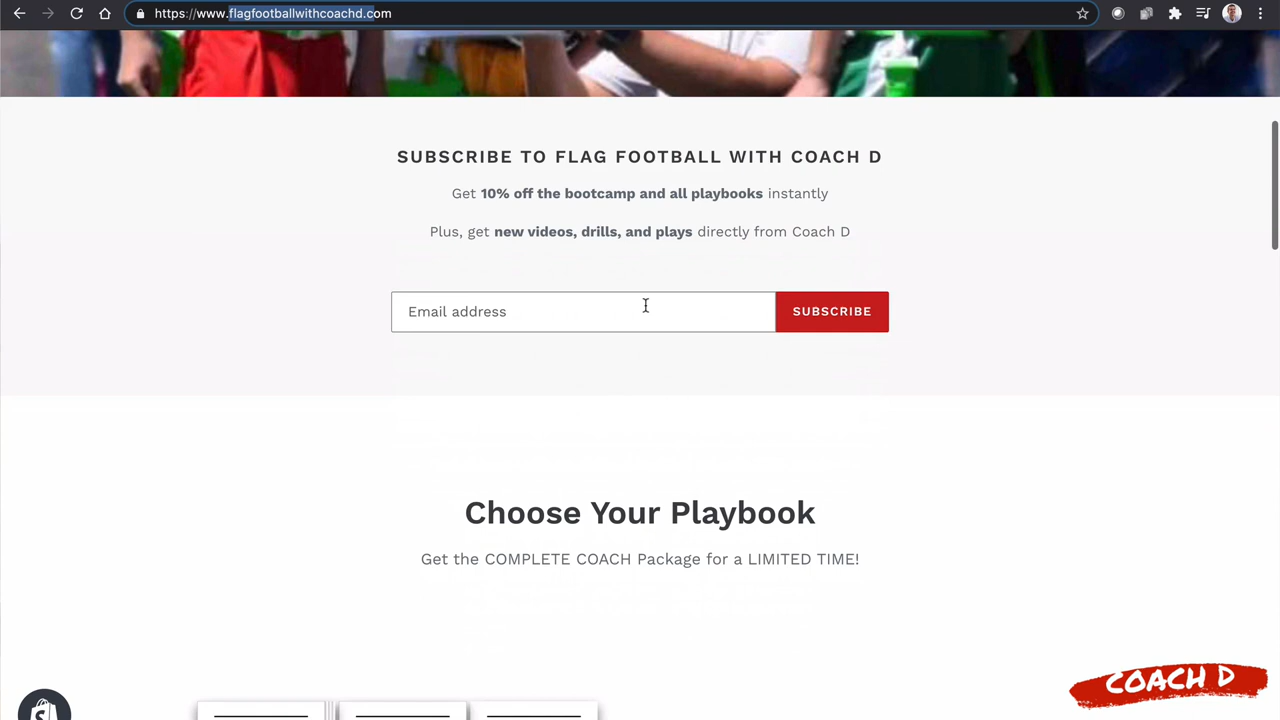 https://www.flagfootballwithcoachd.com
SUBSCRIBE TO FLAG FOOTBALL WITH COACH D
Get 10% off the bootcamp and all playbooks instantly
Plus, get new videos, drills, and plays directly from Coach D
Email address
SUBSCRIBE
Choose Your Playbook
Get the COMPLETE COACH Package for a LIMITED TIME!
COACH D